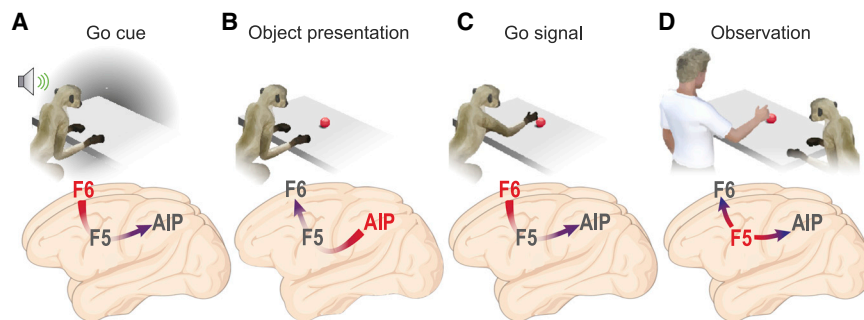 A Go cue
B Object presentation
C Go signal
D Observation
F6
F5
AIP
F6
F5
AIP
F6
F5
AIP
F6
F5
AIP